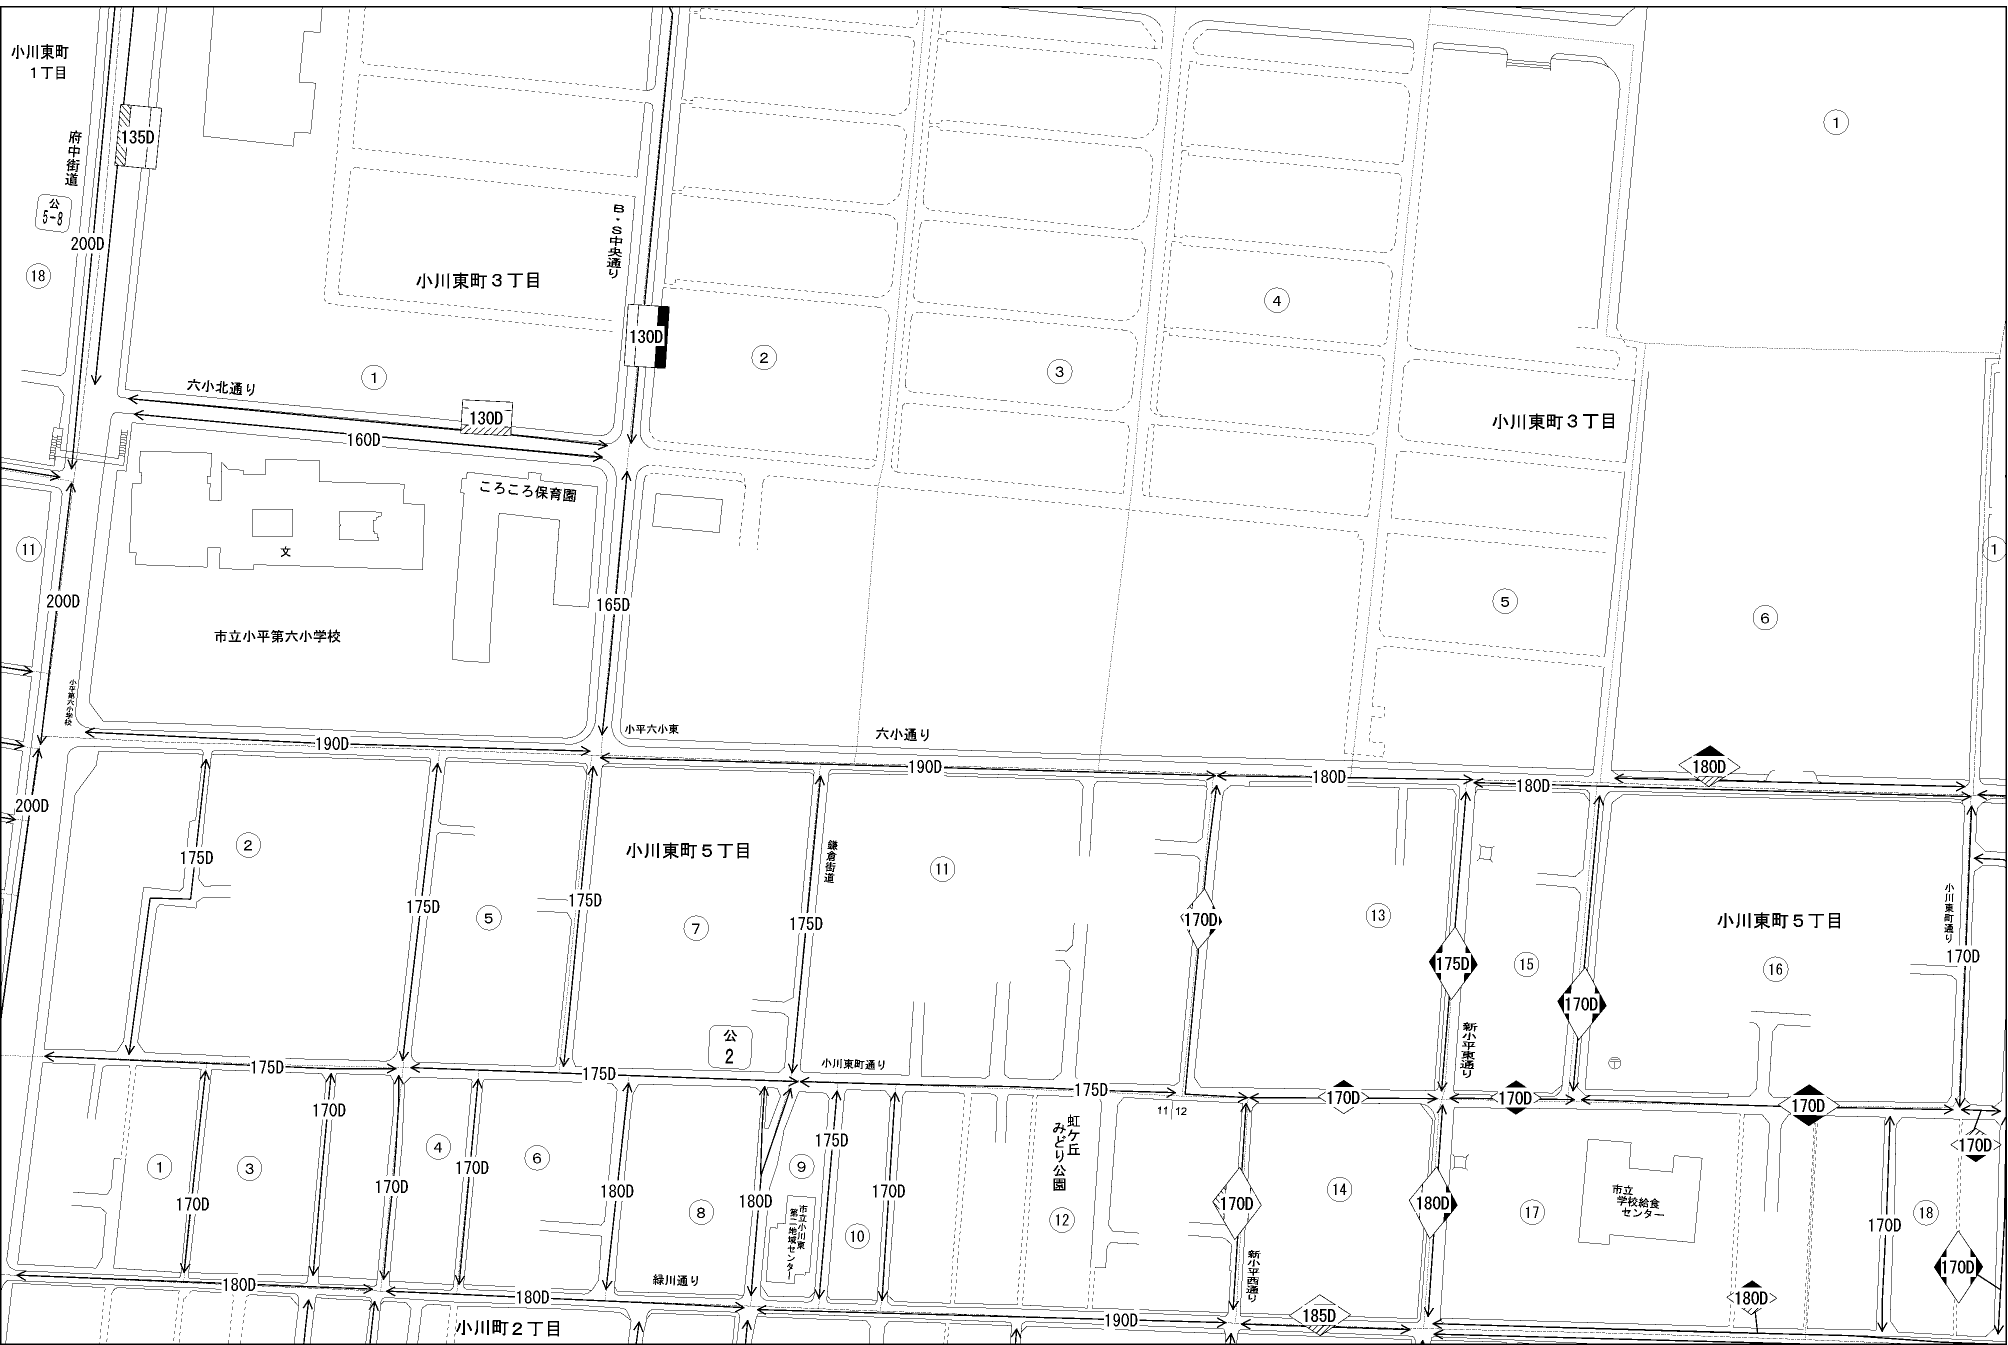 小川東町
1丁目
135D
府中街道
公
5-8
200D
18
小川東町3丁目
B・S中央通り
130D
1
2
3
4
1
小川東町3丁目
六小北通り
1
130D
160D
ころころ保育園
文
市立小平第六小学校
11
200D
165D
5
6
1
小平第六小学校
190D
小平六小東
六小通り
190D
180D
180D
180D
200D
2
175D
175D
5
175D
小川東町5丁目
7
鎌倉街道
175D
11
170D
13
175D
15
170D
小川東町5丁目
16
小川東町通り
170D
新小平東通り
公
2
小川東町通り
〒
175D
175D
175D
11
12
170D
170D
170D
170D
1
170D
3
170D
170D
4
170D
6
180D
8
180D
9
市立小川東
第二地域センター
175D
10
170D
虹ケ丘
みどり公園
12
170D
新小平西通り
14
180D
17
市立
学校給食
センター
170D
18
170D
180D
180D
180D
緑川通り
190D
185D
小川町2丁目